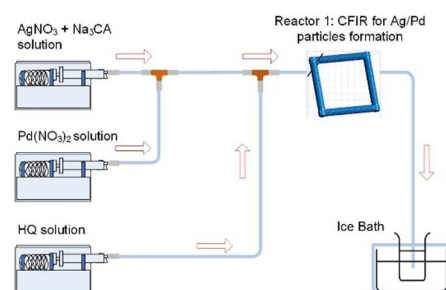 AgNO₃ + Na₃CA
solution
Reactor 1: CFIR for Ag/Pd
particles formation
Pd(NO₃)₂ solution
HQ solution
Ice Bath